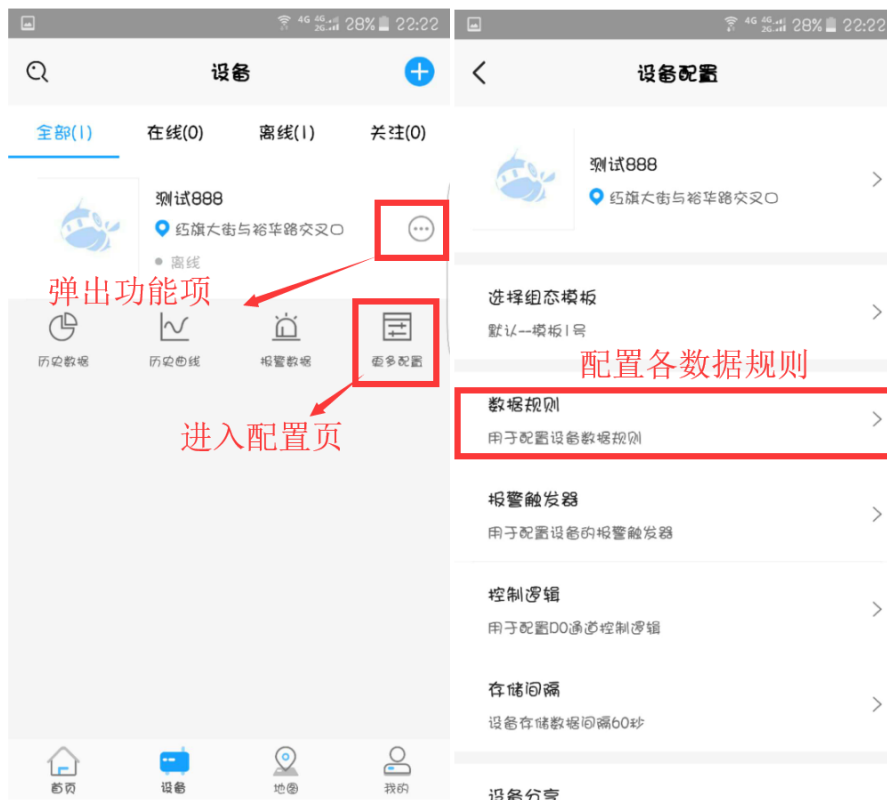 4G 4G 2G 28% 22:22
设备
全部(1) 在线(0) 离线(1) 关注(0)
测试888
红旗大街与裕华路交叉口
离线
弹出功能项
历史数据 历史曲线 报警数据 更多配置
进入配置页
首页 设备 地图 我的
4G 4G 2G 28% 22:22
设备配置
测试888
红旗大街与裕华路交叉口
选择组态模板
默认--模板1号
配置各数据规则
数据规则
用于配置设备数据规则
报警触发器
用于配置设备的报警触发器
控制逻辑
用于配置DO通道控制逻辑
存储间隔
设备存储数据间隔60秒
设备分享